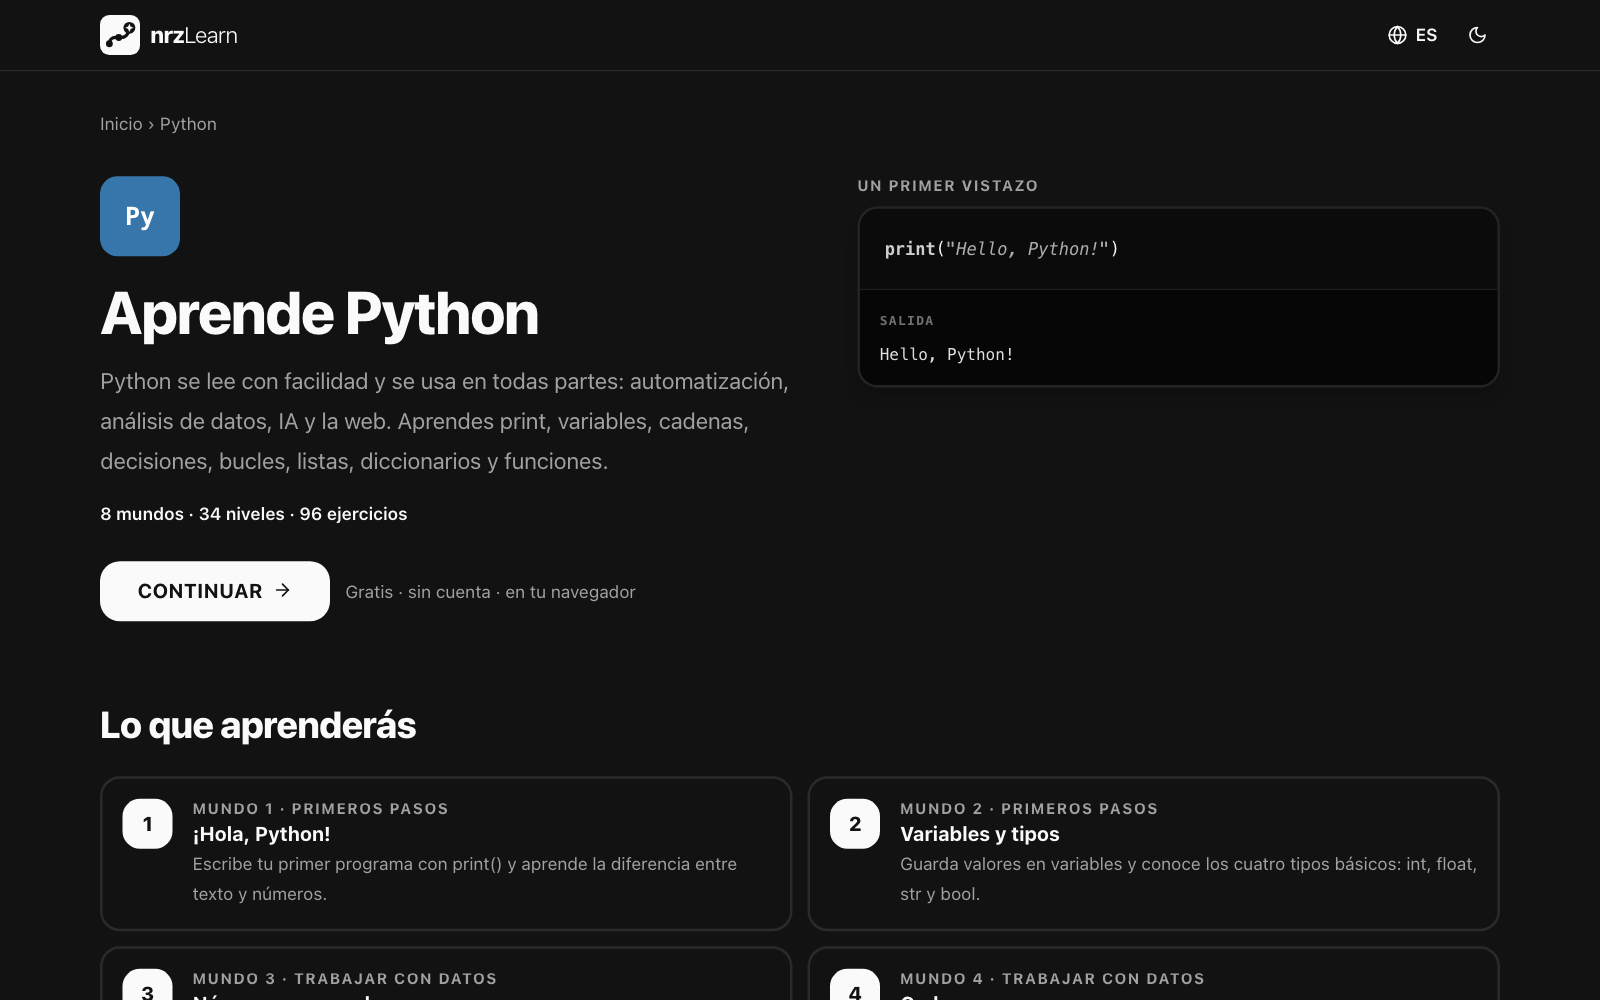 nrzLearn
ES
Inicio › Python
Py
Aprende Python
Python se lee con facilidad y se usa en todas partes: automatización,
análisis de datos, IA y la web. Aprendes print, variables, cadenas,
decisiones, bucles, listas, diccionarios y funciones.
8 mundos · 34 niveles · 96 ejercicios
CONTINUAR →
Gratis · sin cuenta · en tu navegador
UN PRIMER VISTAZO
print("Hello, Python!")
SALIDA
Hello, Python!
Lo que aprenderás
1
MUNDO 1 · PRIMEROS PASOS
¡Hola, Python!
Escribe tu primer programa con print() y aprende la diferencia entre
texto y números.
2
MUNDO 2 · PRIMEROS PASOS
Variables y tipos
Guarda valores en variables y conoce los cuatro tipos básicos: int, float,
str y bool.
3
MUNDO 3 · TRABAJAR CON DATOS
4
MUNDO 4 · TRABAJAR CON DATOS